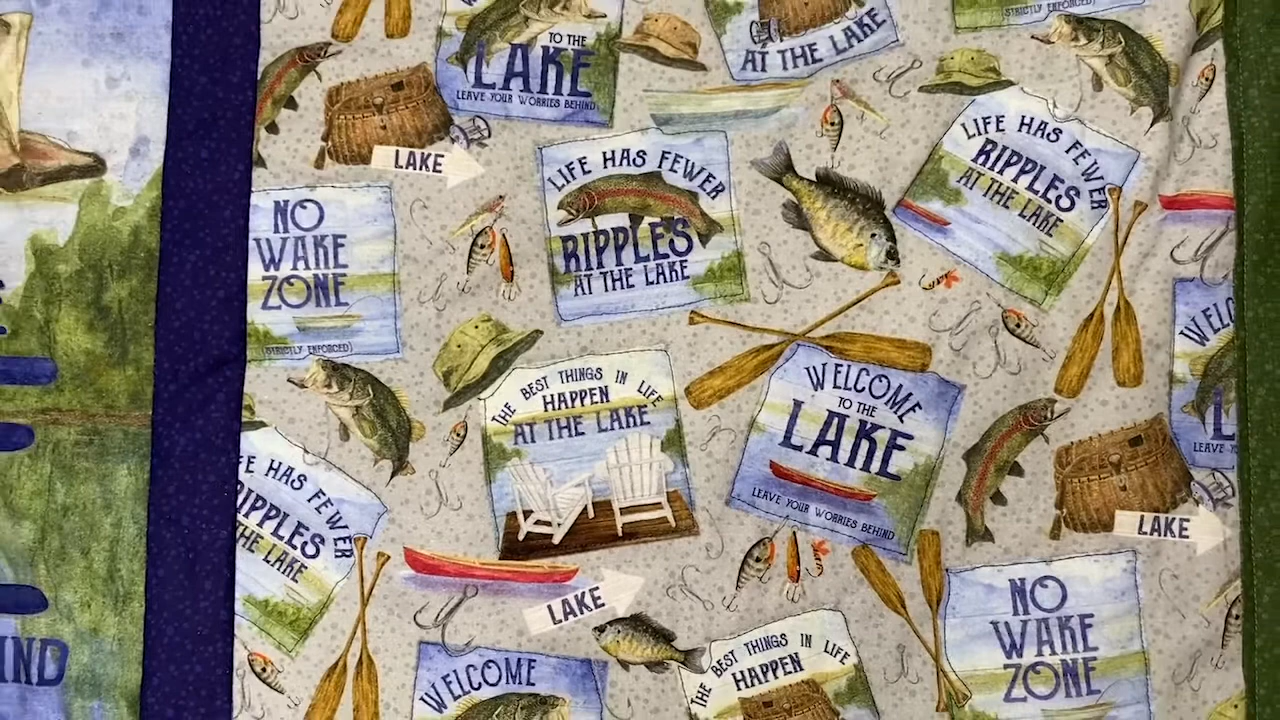 TO THE
LAKE
LEAVE YOUR WORRIES BEHIND
AT THE LAKE
STRICTLY ENFORCED)
LAKE
LIFE HAS FEWER
RIPPLES
AT THE LAKE
LIFE HAS FEWER
RIPPLES
AT THE LAKE
NO
WAKE
ZONE
(STRICTLY ENFORCED)
THE BEST THINGS IN LIFE
HAPPEN
AT THE LAKE
WELCOME
TO THE
LAKE
LEAVE YOUR WORRIES BEHIND
WELC
L
LEAVE Y
FE HAS FEWER
RIPPLES
THE LAKE
LAKE
LAKE
IND
WELCOME
THE BEST THINGS IN LIFE
HAPPEN
NO
WAKE
ZONE